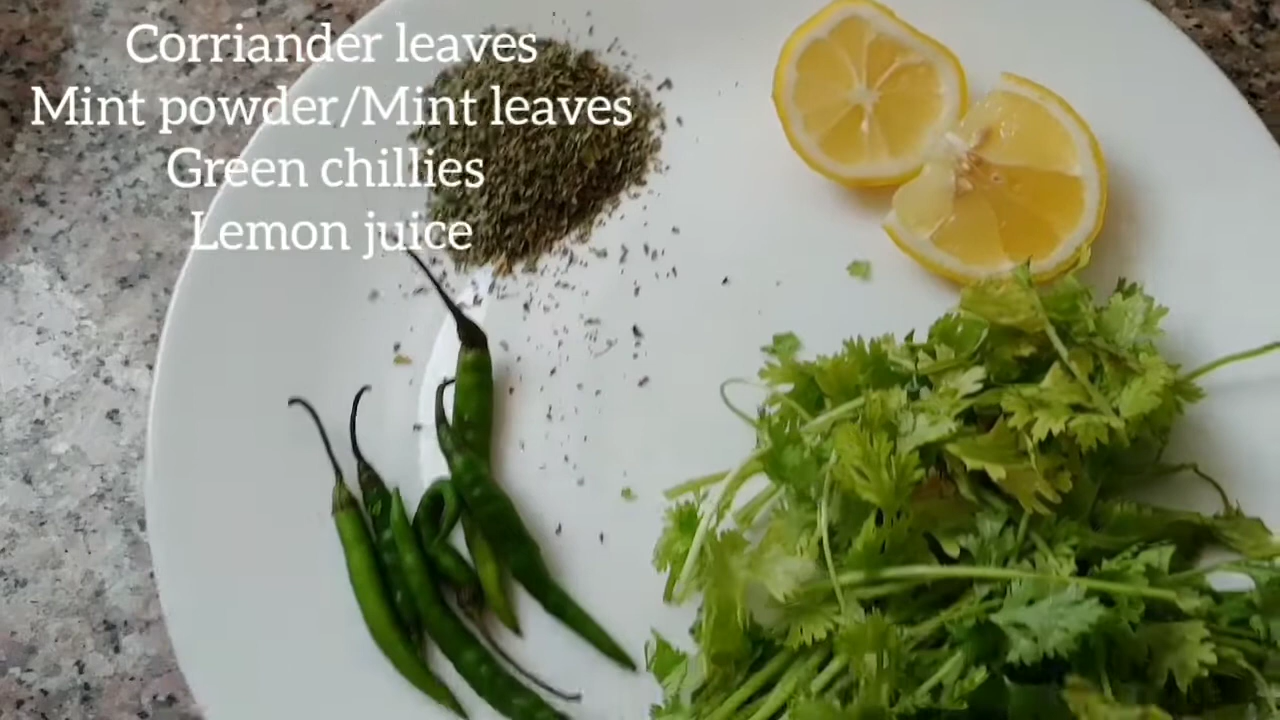 Corriander leaves
Mint powder/Mint leaves
Green chillies
Lemon juice